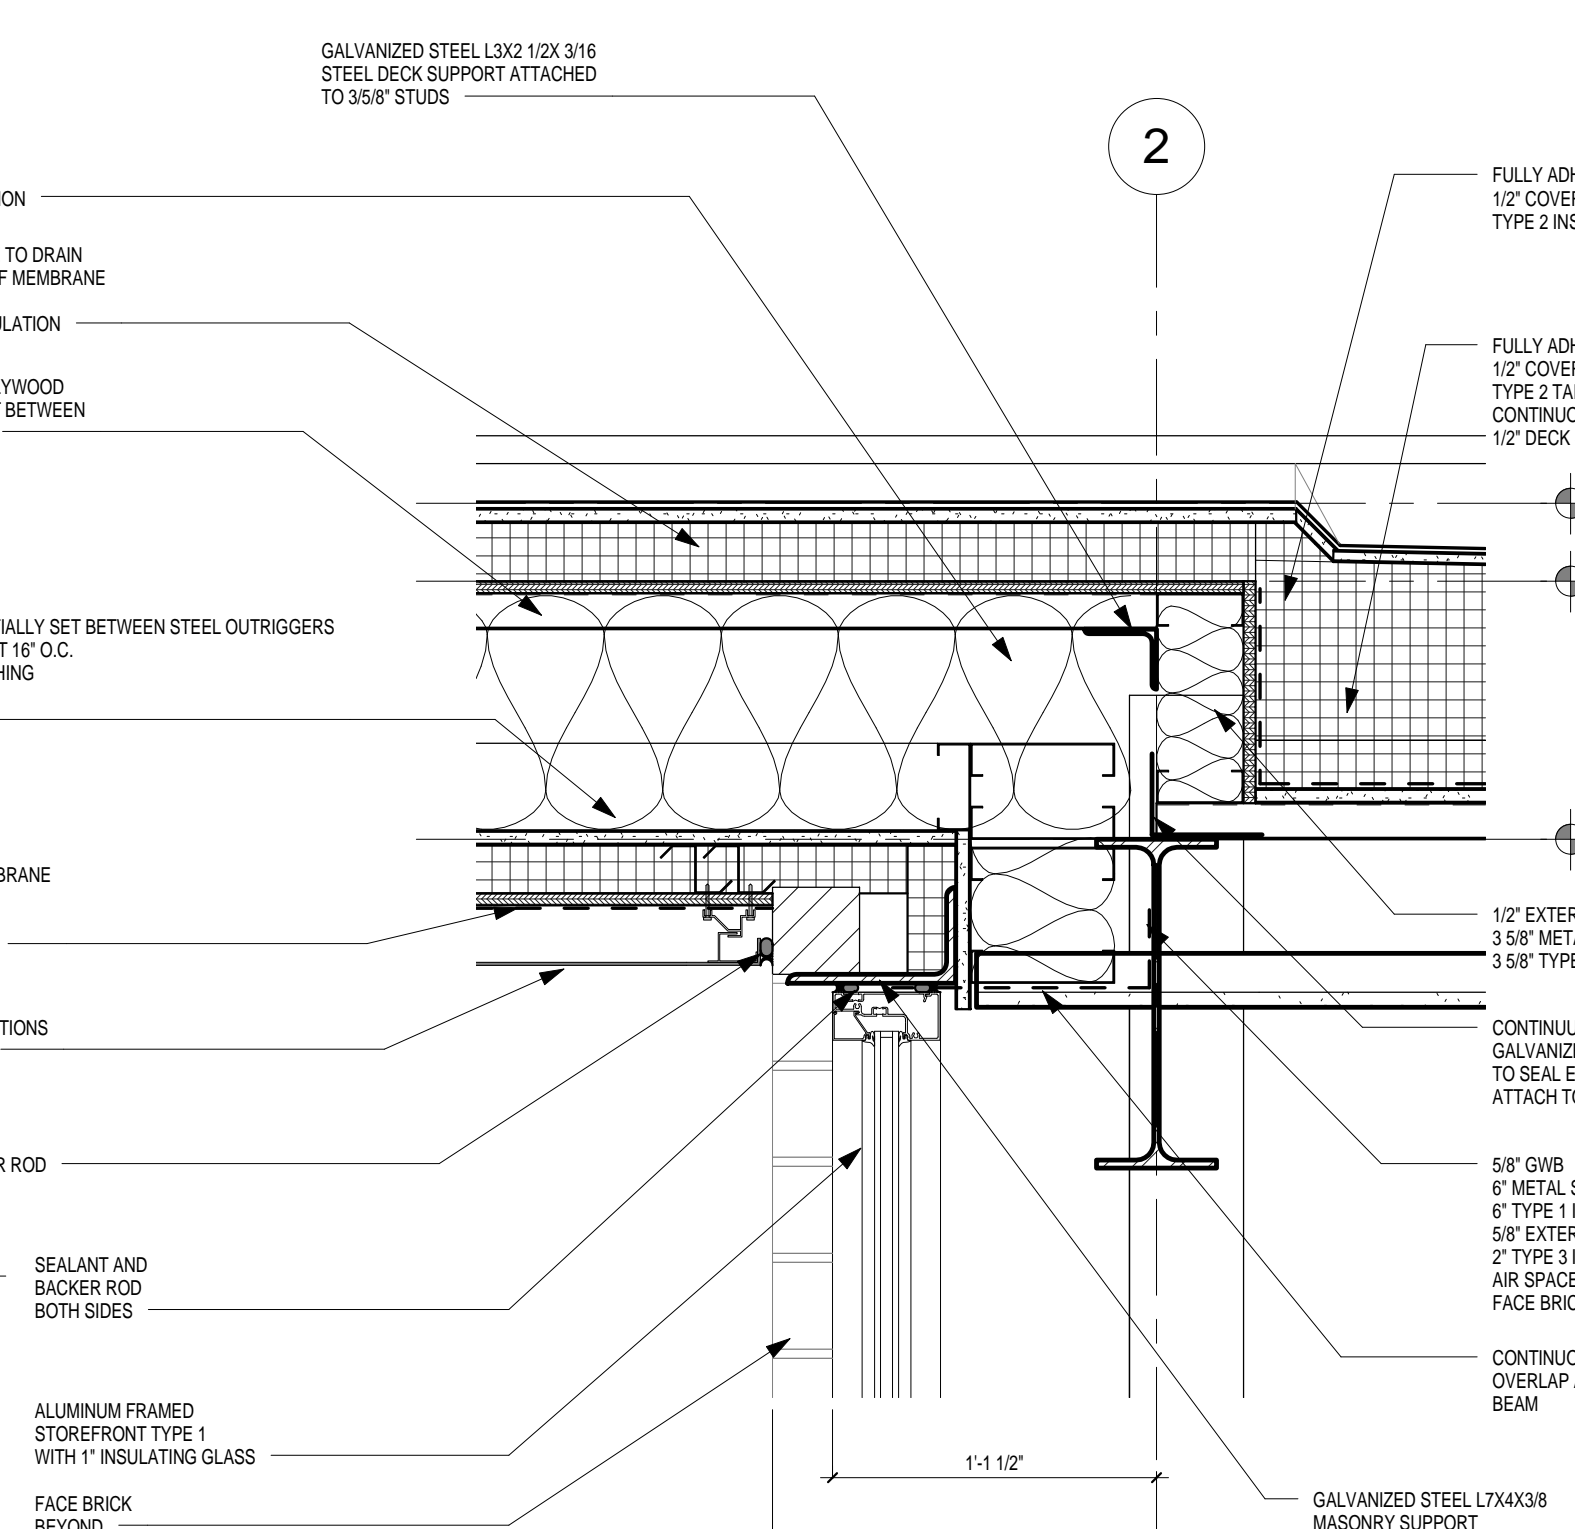 GALVANIZED STEEL L3X2 1/2X 3/16
STEEL DECK SUPPORT ATTACHED
TO 3/5/8" STUDS
2
ION
TO DRAIN
F MEMBRANE
ULATION
YWOOD
BETWEEN
TIALLY SET BETWEEN STEEL OUTRIGGERS
T 16" O.C.
HING
BRANE
TIONS
R ROD
SEALANT AND
BACKER ROD
BOTH SIDES
ALUMINUM FRAMED
STOREFRONT TYPE 1
WITH 1" INSULATING GLASS
FACE BRICK
BEYOND
1'-1 1/2"
FULLY ADH
1/2" COVER
TYPE 2 INS
FULLY ADH
1/2" COVER
TYPE 2 TA
CONTINUO
1/2" DECK
1/2" EXTER
3 5/8" META
3 5/8" TYPE
CONTINUU
GALVANIZE
TO SEAL E
ATTACH TO
5/8" GWB
6" METAL S
6" TYPE 1 I
5/8" EXTER
2" TYPE 3 I
AIR SPACE
FACE BRIC
CONTINUO
OVERLAP A
BEAM
GALVANIZED STEEL L7X4X3/8
MASONRY SUPPORT